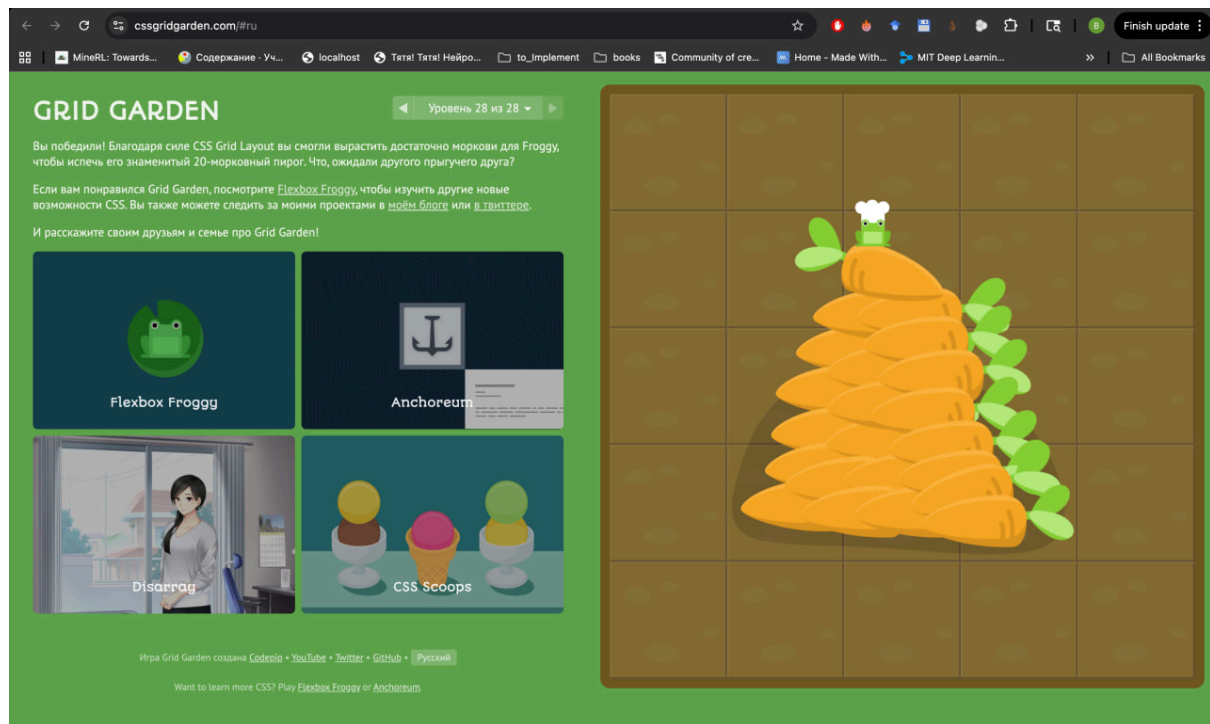 cssgridgarden.com/#ru
Finish update
MineRL: Towards...
Содержание - Уч...
localhost
Тятя! Тятя! Нейро...
to_Implement
books
Community of cre...
Home - Made With...
MIT Deep Learnin...
»
All Bookmarks
GRID GARDEN
Уровень 28 из 28
Вы победили! Благодаря силе CSS Grid Layout вы смогли вырастить достаточно моркови для Froggy,
чтобы испечь его знаменитый 20-морковный пирог. Что, ожидали другого прыгучего друга?
Если вам понравился Grid Garden, посмотрите Flexbox Froggy, чтобы изучить другие новые
возможности CSS. Вы также можете следить за моими проектами в моём блоге или в твиттере.
И расскажите своим друзьям и семье про Grid Garden!
Flexbox Froggy
Anchoreum
Disarray
CSS Scoops
Игра Grid Garden создана Codepip • YouTube • Twitter • GitHub • Русский
Want to learn more CSS? Play Flexbox Froggy or Anchoreum.